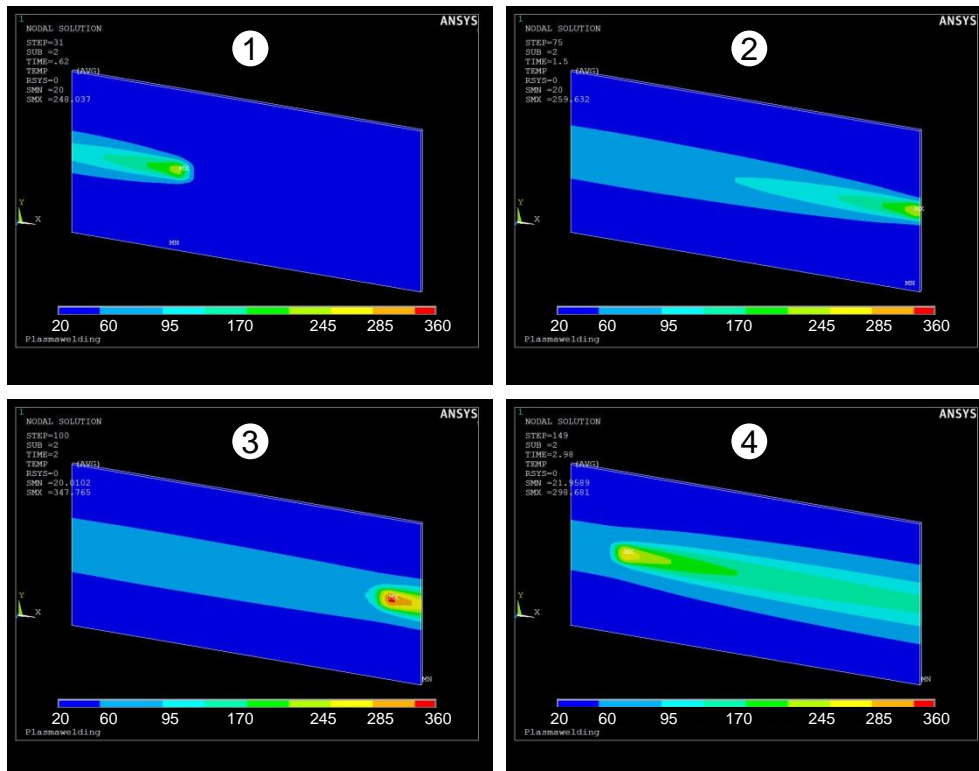 1
ANSYS
NODAL SOLUTION
STEP=31
SUB =2
TIME=.62
TEMP (AVG)
RSYS=0
SMN =20
SMX =248.037
1
MX
MN
Y
X
20 60 95 170 245 285 360
Plasmawelding
1
ANSYS
NODAL SOLUTION
STEP=75
SUB =2
TIME=1.5
TEMP (AVG)
RSYS=0
SMN =20
SMX =259.632
2
MX
MN
Y
X
20 60 95 170 245 285 360
Plasmawelding
1
ANSYS
NODAL SOLUTION
STEP=100
SUB =2
TIME=2
TEMP (AVG)
RSYS=0
SMN =20.0102
SMX =347.765
3
MX
MN
Y
X
20 60 95 170 245 285 360
Plasmawelding
1
ANSYS
NODAL SOLUTION
STEP=149
SUB =2
TIME=2.98
TEMP (AVG)
RSYS=0
SMN =21.9589
SMX =298.681
4
MX
MN
Y
X
20 60 95 170 245 285 360
Plasmawelding